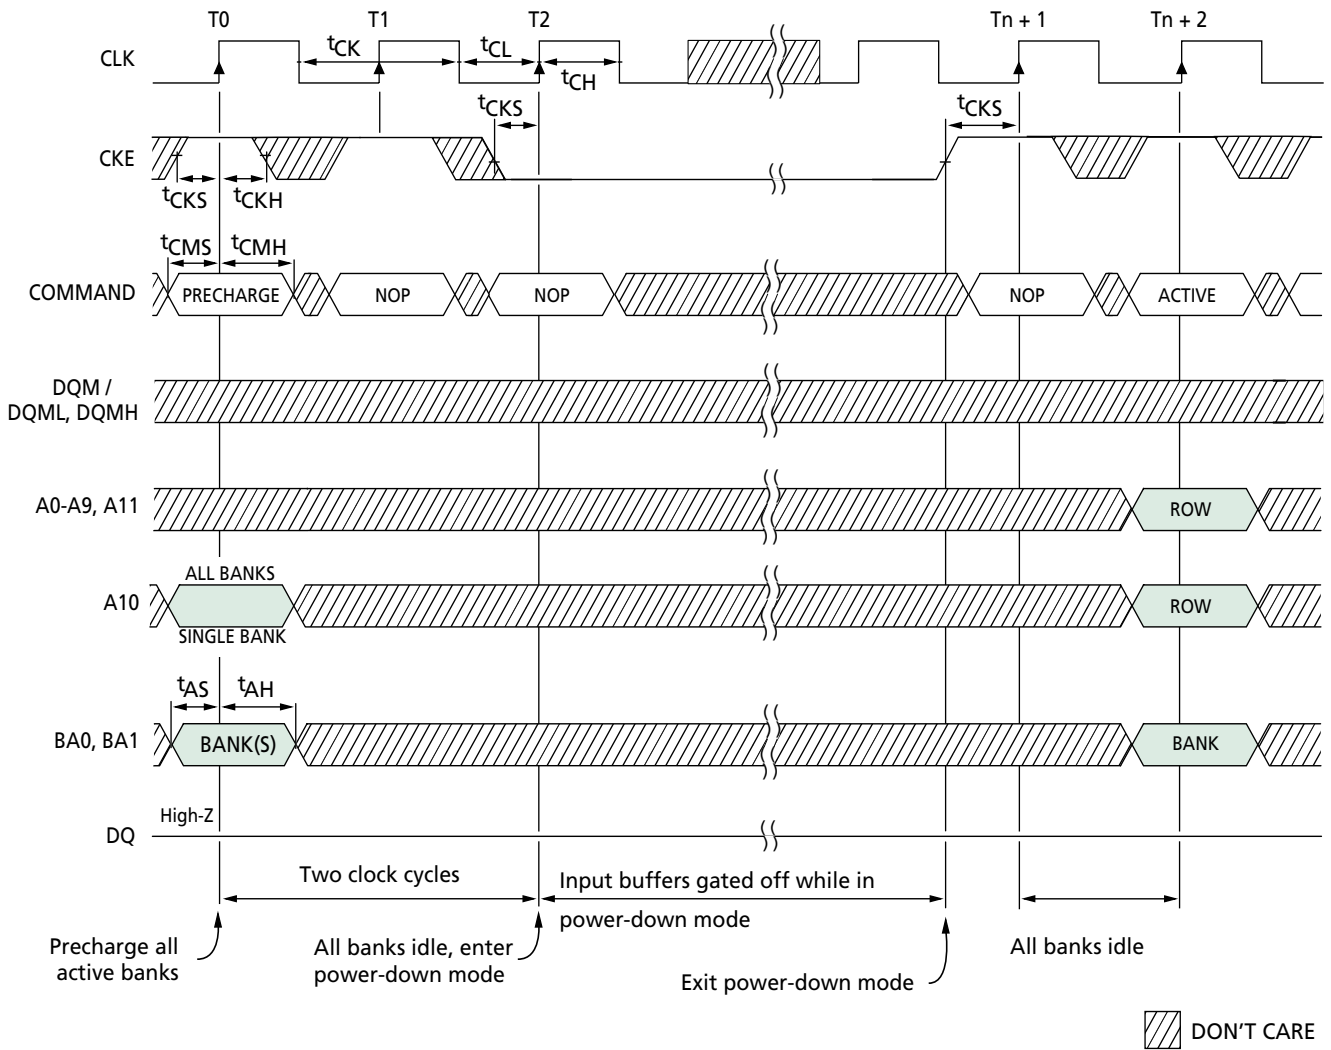 T0 T1 T2 Tn + 1 Tn + 2
CLK
tCK tCL
tCH
tCKS tCKS
CKE
tCKS tCKH
tCMS tCMH
COMMAND PRECHARGE NOP NOP NOP ACTIVE
DQM /
DQML, DQMH
A0-A9, A11 ROW
ALL BANKS
A10 ROW
SINGLE BANK
tAS tAH
BA0, BA1 BANK(S) BANK
High-Z
DQ
Two clock cycles
Input buffers gated off while in
power-down mode
Precharge all
active banks
All banks idle, enter
power-down mode
Exit power-down mode
All banks idle
DON'T CARE